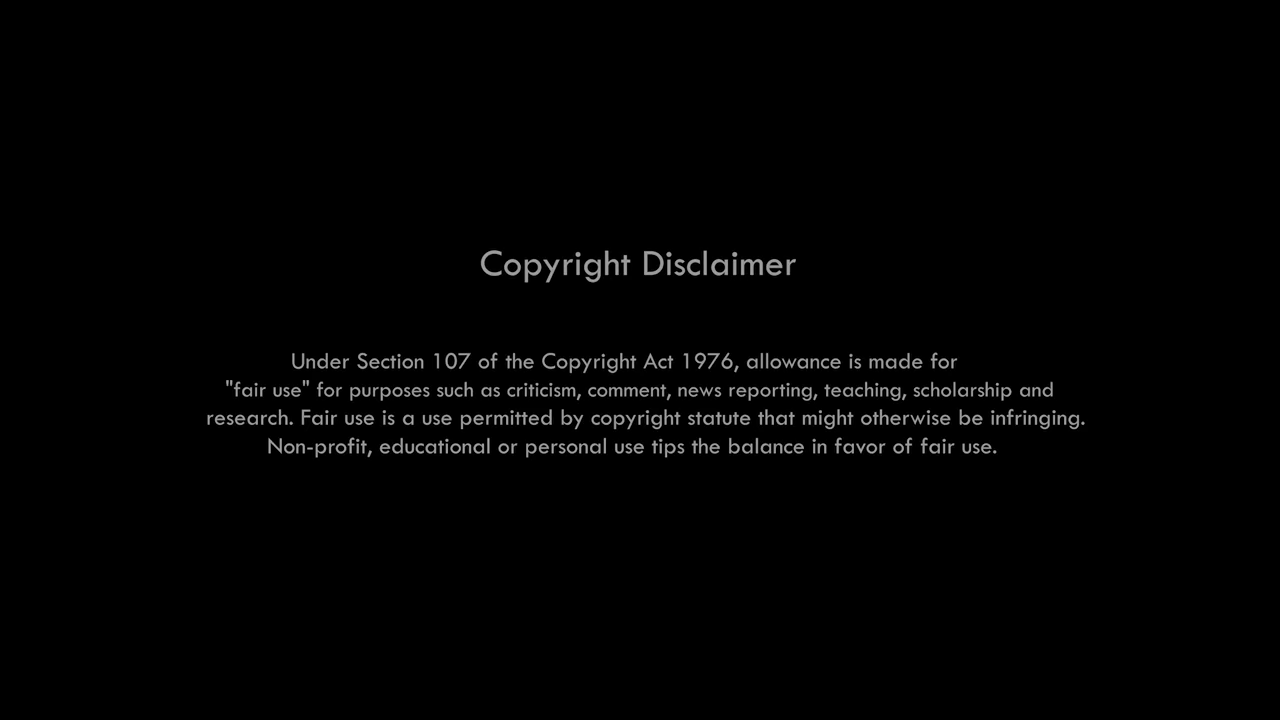 Copyright Disclaimer
Under Section 107 of the Copyright Act 1976, allowance is made for
"fair use" for purposes such as criticism, comment, news reporting, teaching, scholarship and
research. Fair use is a use permitted by copyright statute that might otherwise be infringing.
Non-profit, educational or personal use tips the balance in favor of fair use.